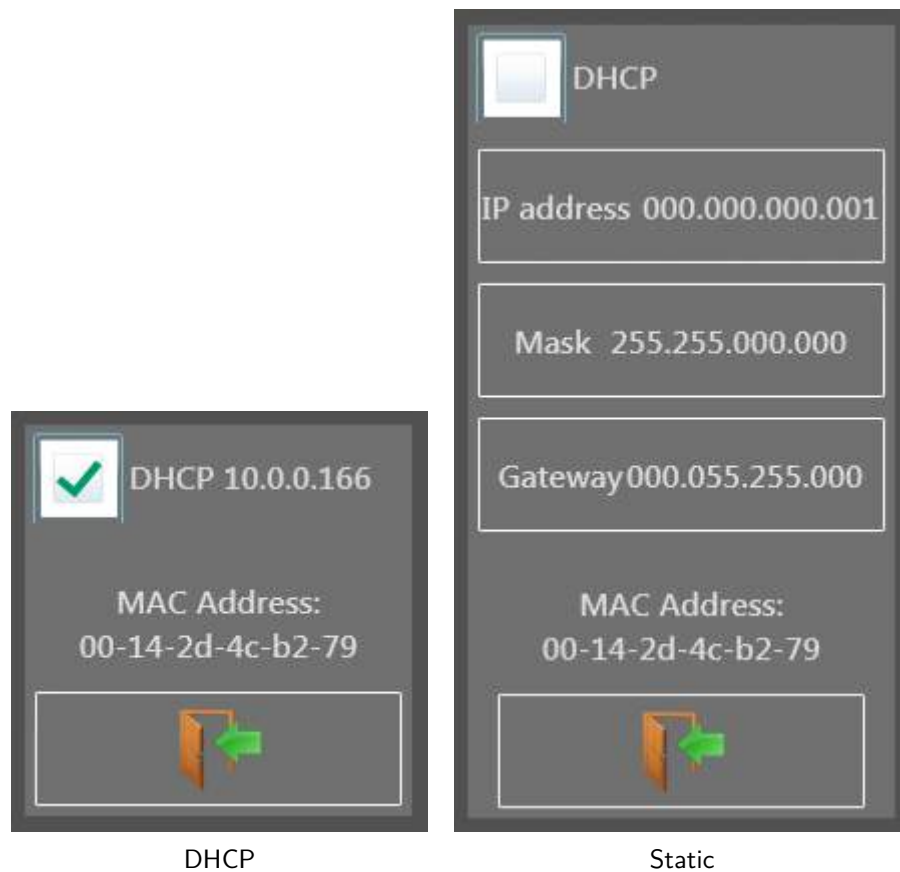 DHCP 10.0.0.166
MAC Address:
00-14-2d-4c-b2-79
DHCP
DHCP
IP address 000.000.000.001
Mask 255.255.000.000
Gateway 000.055.255.000
MAC Address:
00-14-2d-4c-b2-79
Static